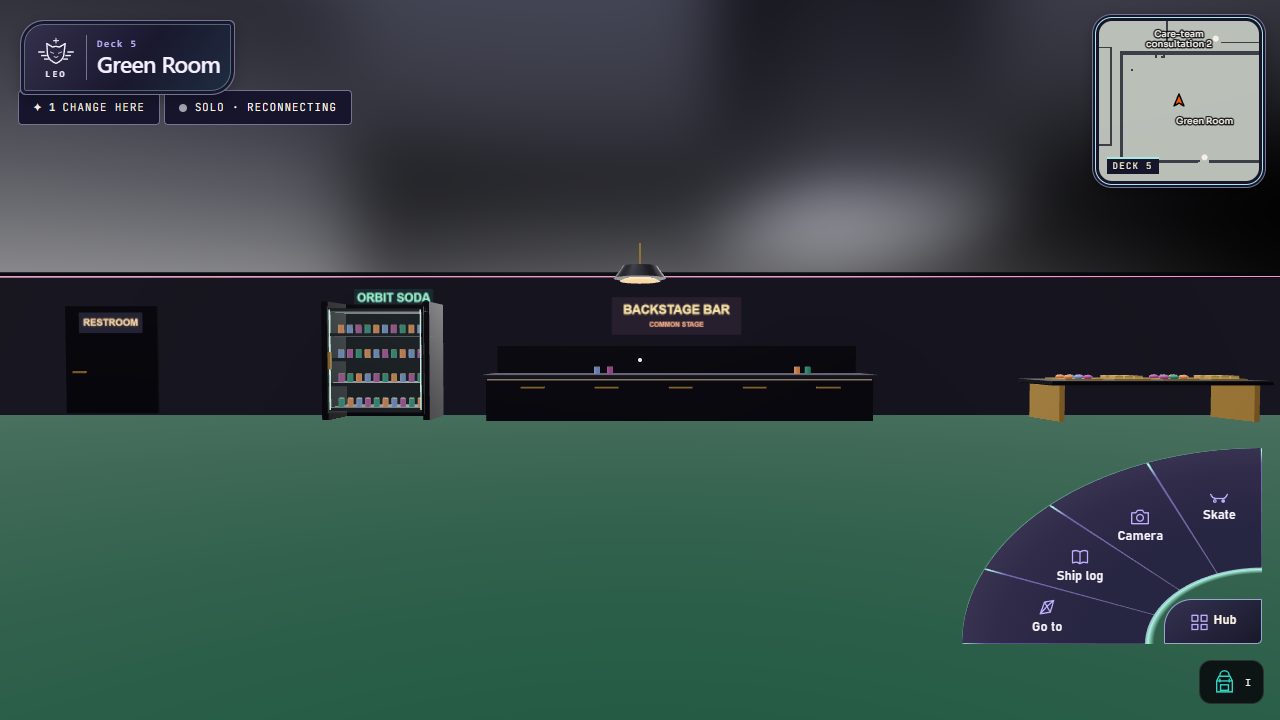 LEO
Deck 5
Green Room
✦ 1 CHANGE HERE
SOLO · RECONNECTING
Care-team
consultation 2
Green Room
DECK 5
RESTROOM
ORBIT SODA
BACKSTAGE BAR
COMMON STAGE
Skate
Camera
Ship log
Go to
Hub
I